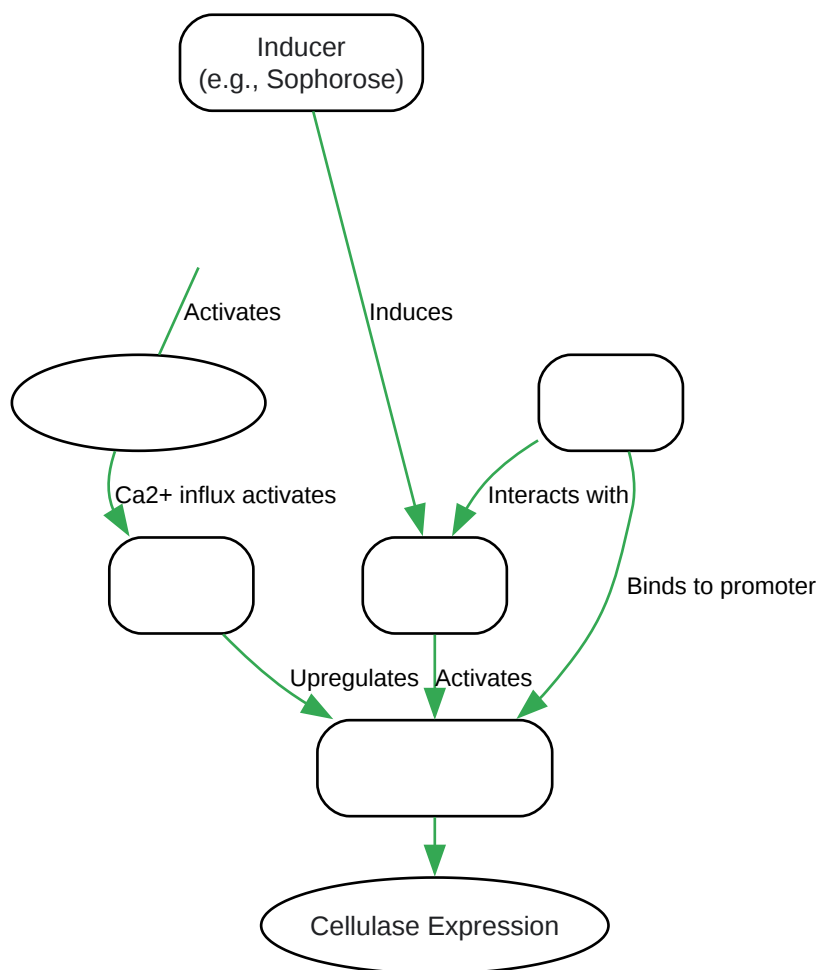 Inducer
(e.g., Sophorose)
Activates
Induces
Ca2+ influx activates
Interacts with
Binds to promoter
Upregulates
Activates
Cellulase Expression